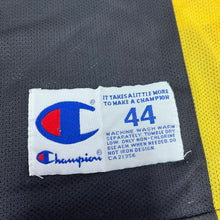 IT TAKES A LITTLE MORE
TO MAKE A CHAMPION
44
MACHINE WASH WARM
SEPARATELY TUMBLE DRY
LOW. ONLY NON-CHLORINE
BLEACH WHEN NEEDED. DO
NOT IRON DESIGN
CA21356
Champion